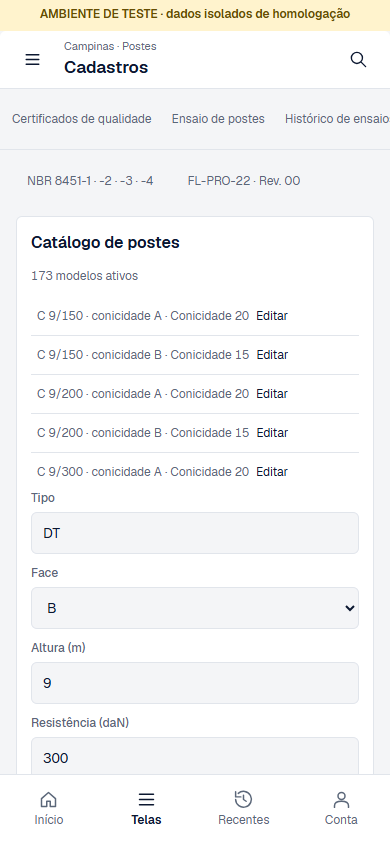 AMBIENTE DE TESTE · dados isolados de homologação
Campinas · Postes
Cadastros
Certificados de qualidade Ensaio de postes Histórico de ensaio
NBR 8451-1 · -2 · -3 · -4 FL-PRO-22 · Rev. 00
Catálogo de postes
173 modelos ativos
C 9/150 · conicidade A · Conicidade 20 Editar
C 9/150 · conicidade B · Conicidade 15 Editar
C 9/200 · conicidade A · Conicidade 20 Editar
C 9/200 · conicidade B · Conicidade 15 Editar
C 9/300 · conicidade A · Conicidade 20 Editar
Tipo
DT
Face
B
Altura (m)
9
Resistência (daN)
300
Início Telas Recentes Conta